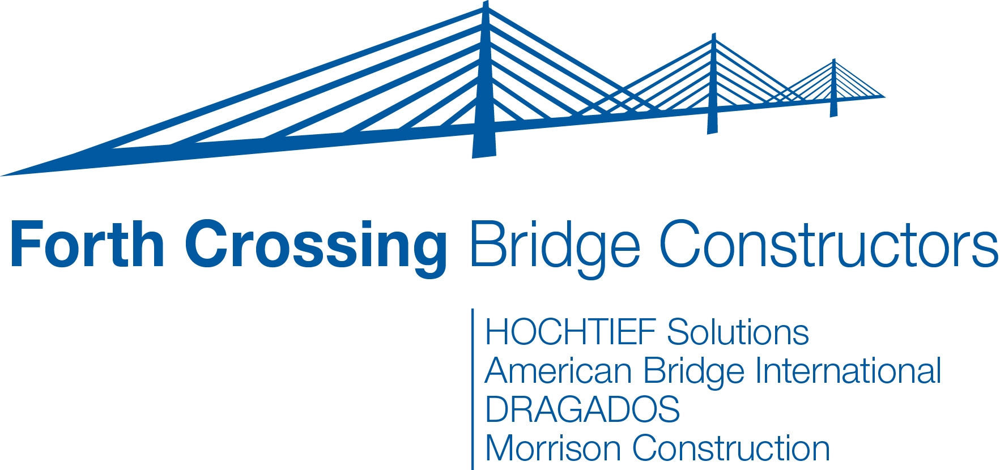 Forth Crossing Bridge Constructors
HOCHTIEF Solutions
American Bridge International
DRAGADOS
Morrison Construction